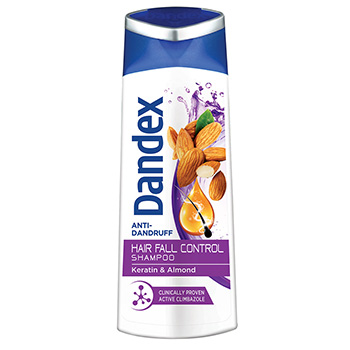 Dandex
ANTI-
DANDRUFF
HAIR FALL CONTROL
SHAMPOO
Keratin & Almond
CLINICALLY PROVEN
ACTIVE CLIMBAZOLE